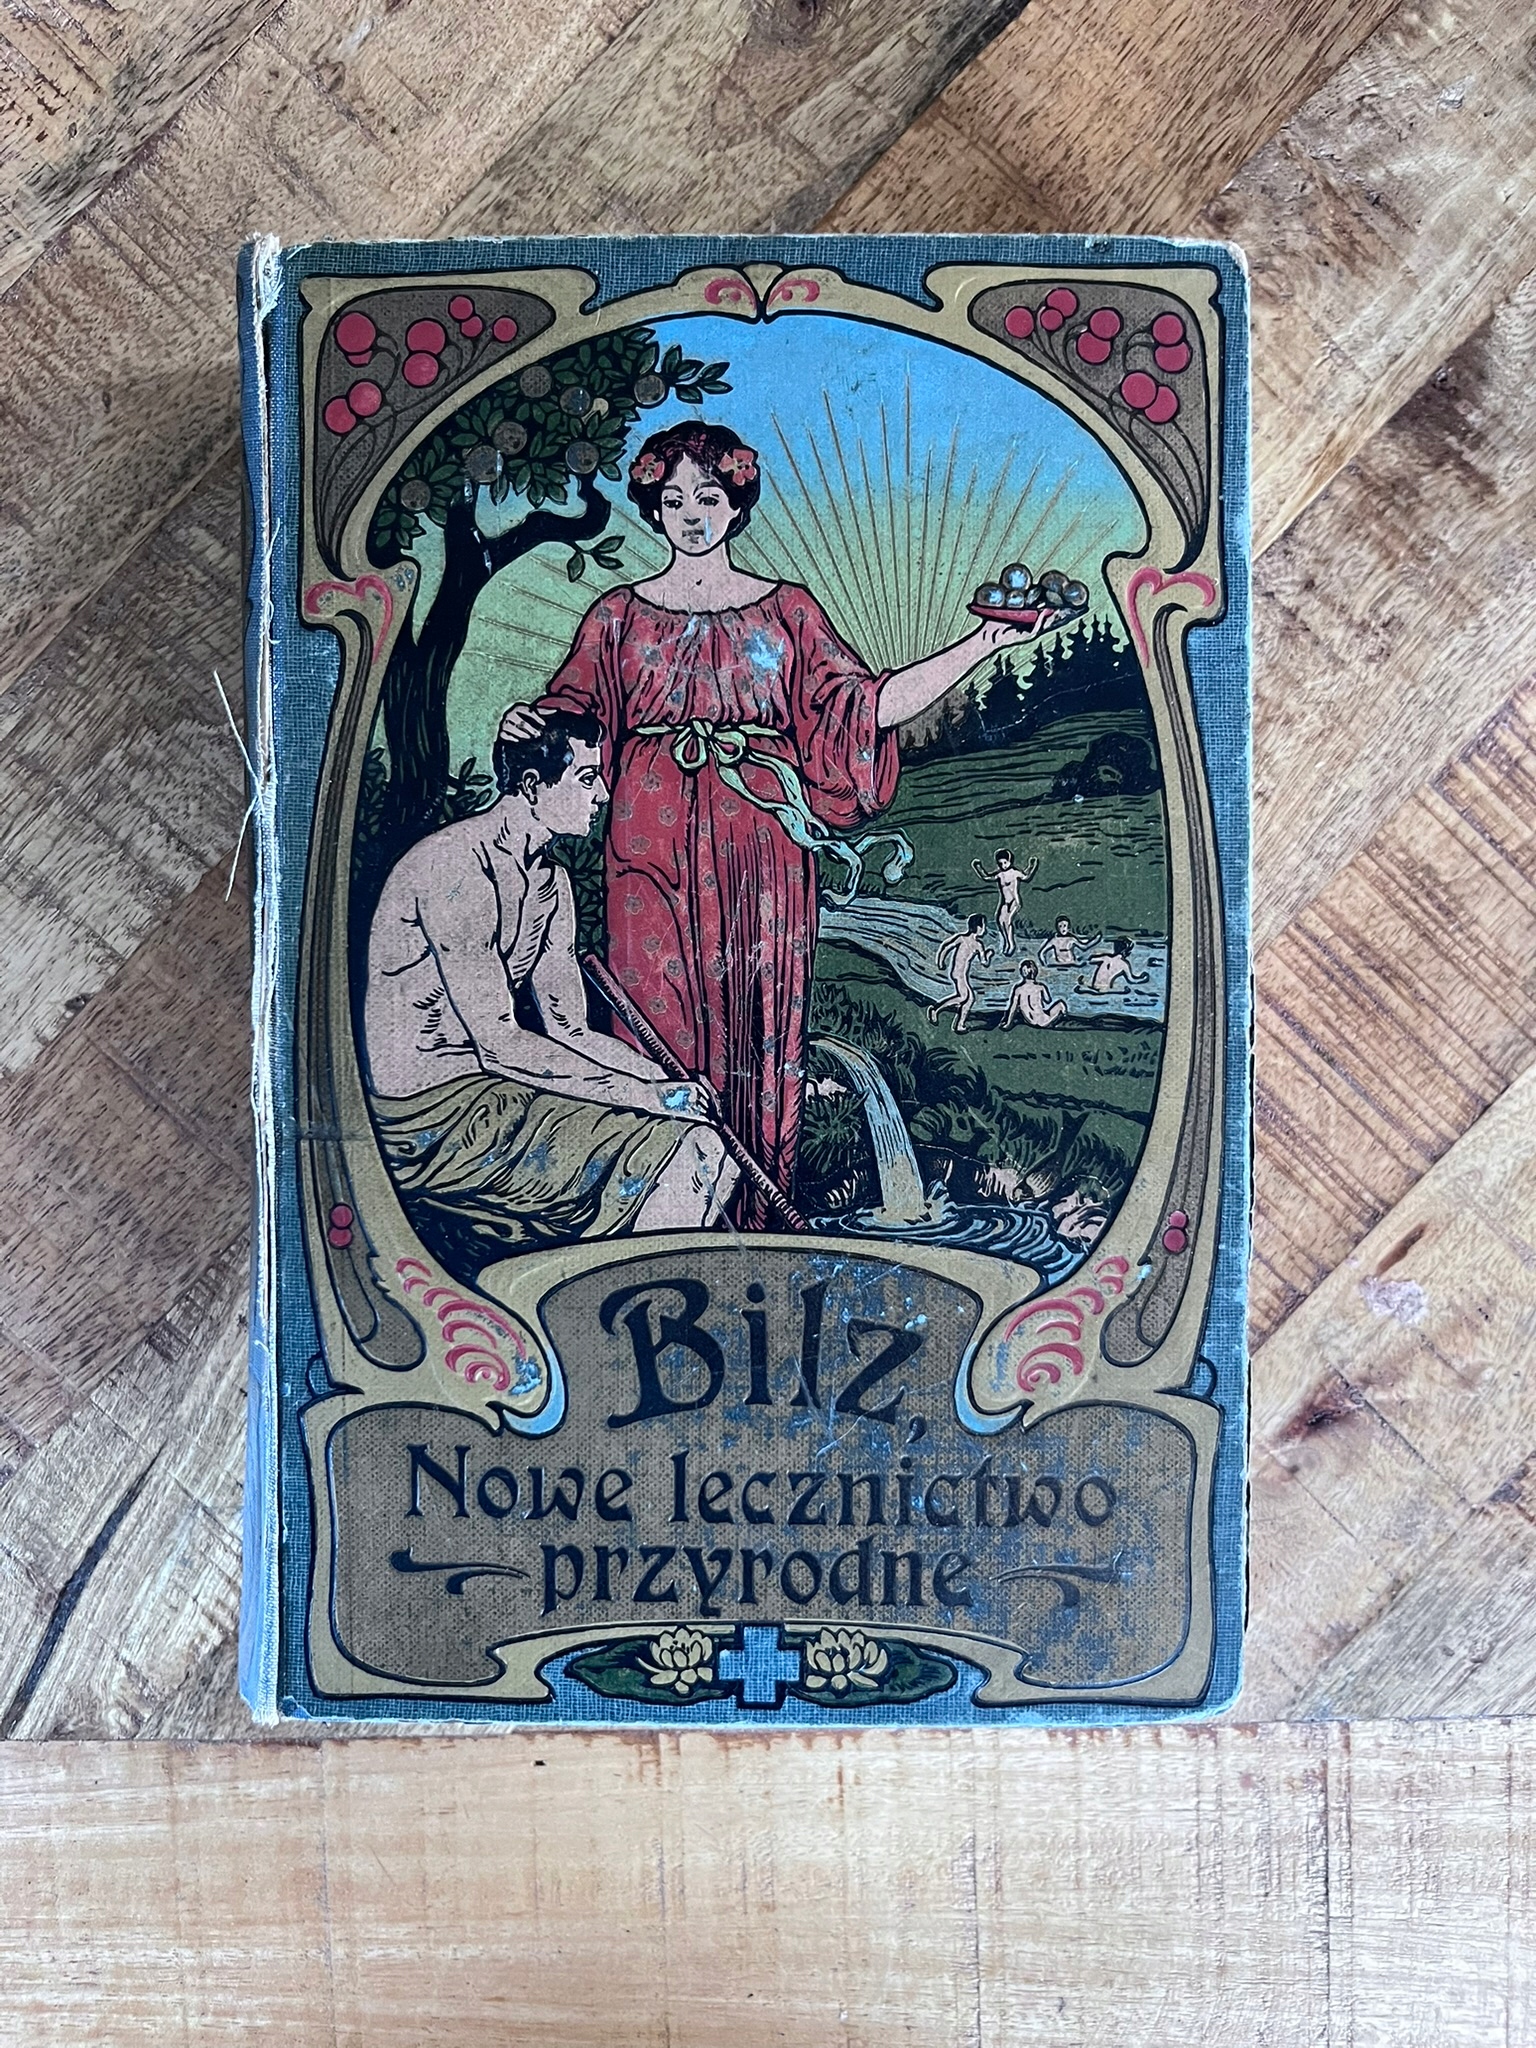 Bilz,
Nowe lecznictwo
przyrodne